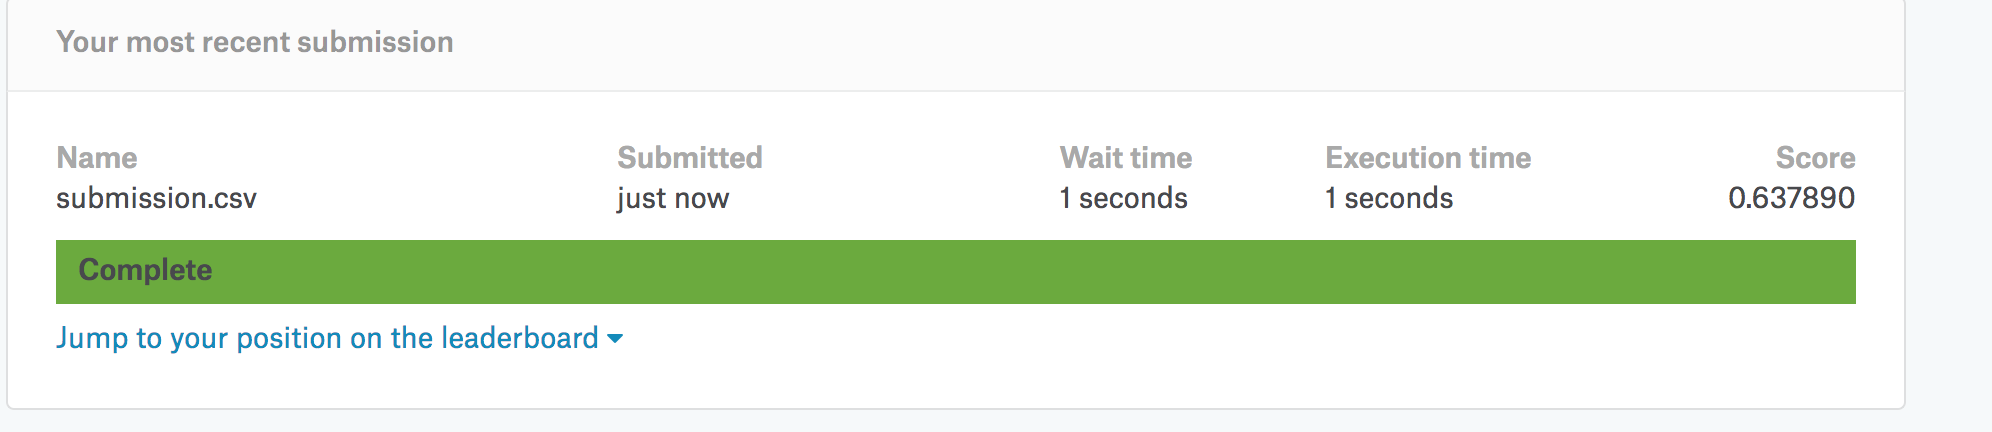 Your most recent submission
Name Submitted Wait time Execution time Score
submission.csv just now 1 seconds 1 seconds 0.637890
Complete
Jump to your position on the leaderboard